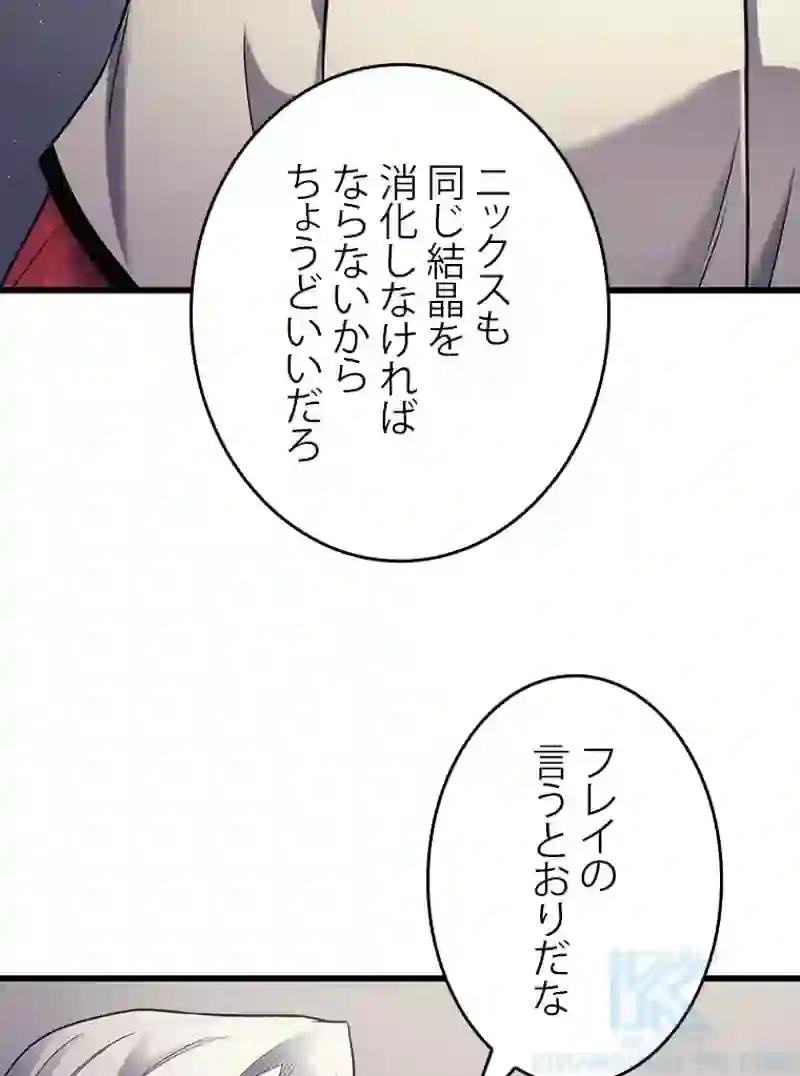 ニックスも
同じ結晶を
消化しなければ
ならないから
ちょうどいいだろ
フレイの
言うとおりだな